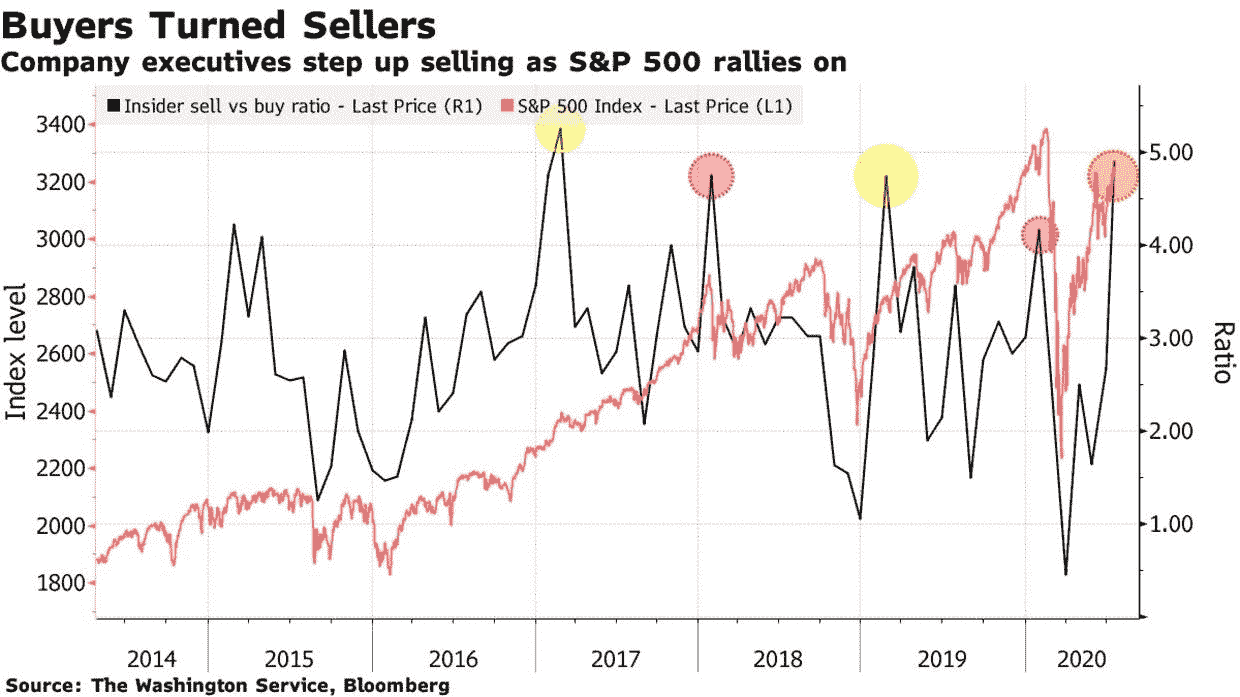 Buyers Turned Sellers
Company executives step up selling as S&P 500 rallies on
Insider sell vs buy ratio - Last Price (R1) S&P 500 Index - Last Price (L1)
3400
3200
3000
2800
2600
2400
2200
2000
1800
Index level
5.00
4.00
3.00
2.00
1.00
Ratio
2014 2015 2016 2017 2018 2019 2020
Source: The Washington Service, Bloomberg